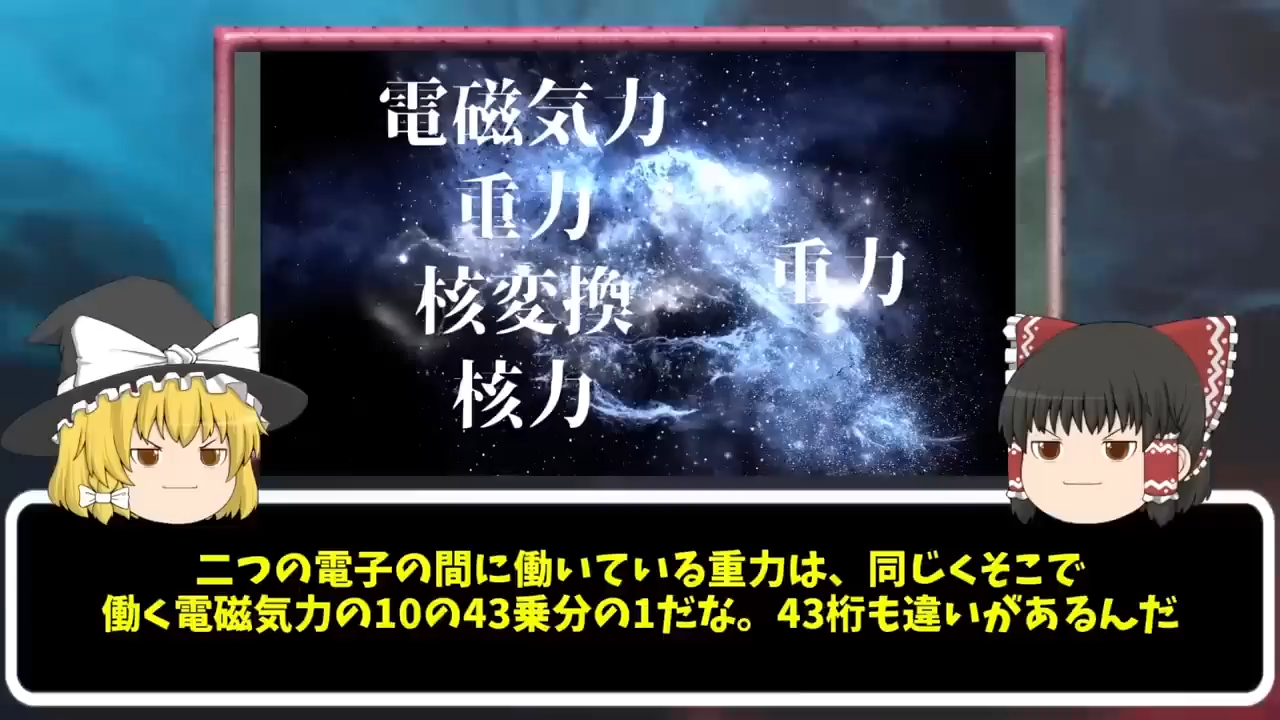 電磁気力
重力
重力
核変換
核力
二つの電子の間に働いている重力は、同じくそこで
働く電磁気力の10の43乗分の1だな。43桁も違いがあるんだ